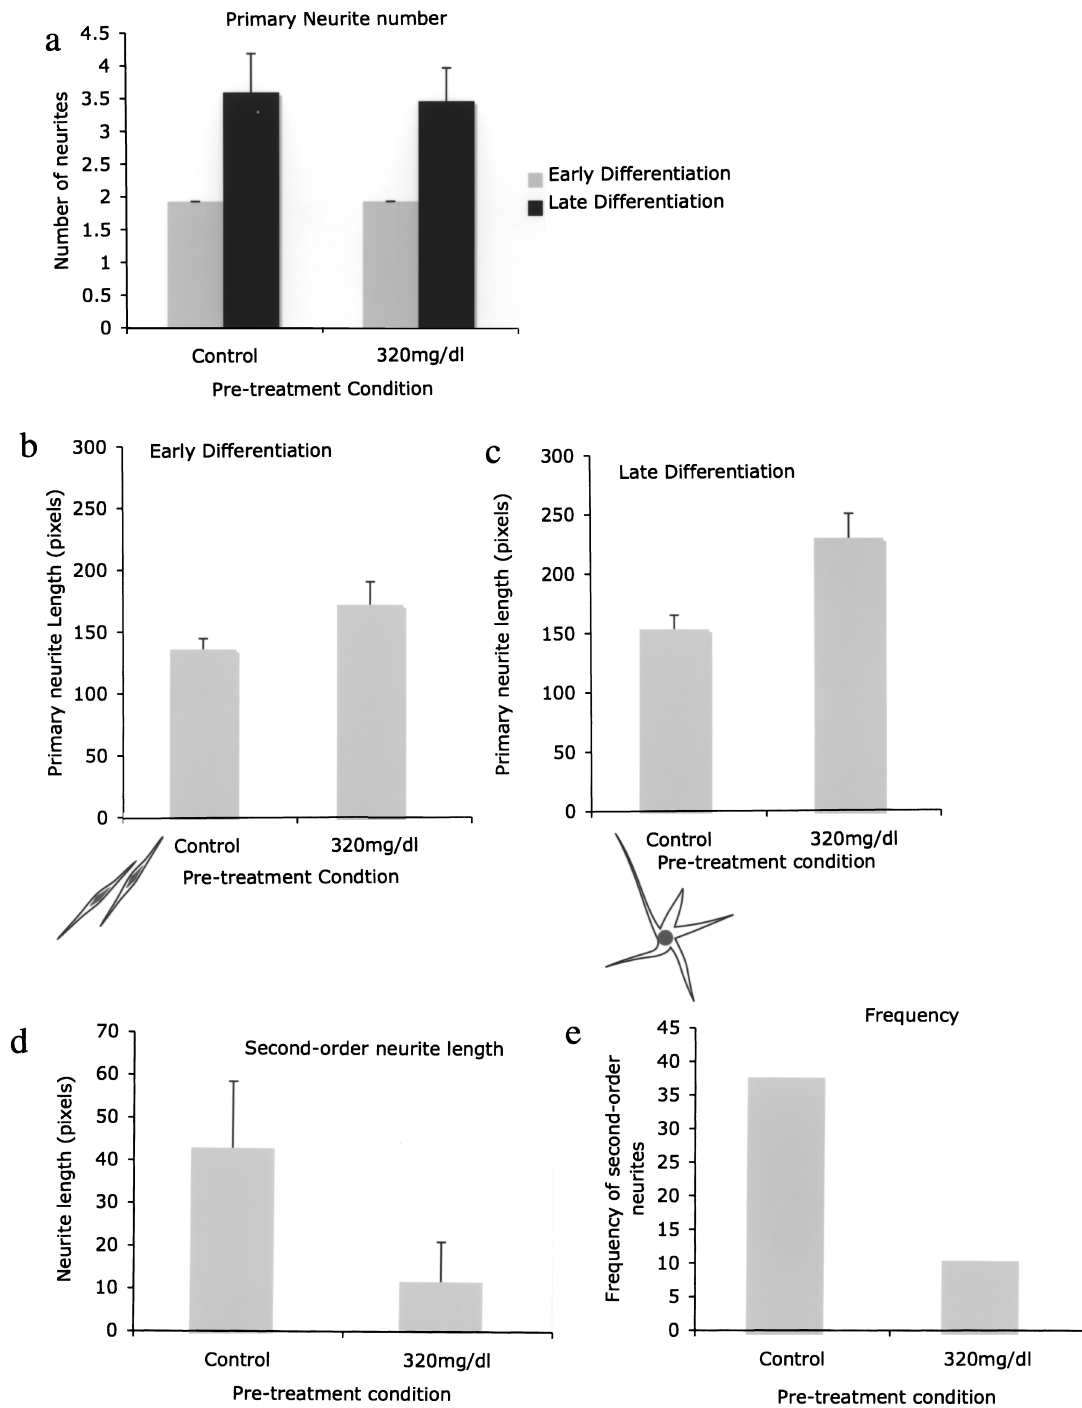 a
Primary Neurite number
4.5
4
3.5
3
2.5
2
1.5
1
0.5
0
Number of neurites
Early Differentiation
Late Differentiation
Control 320mg/dl
Pre-treatment Condition
b
Early Differentiation
300
250
200
150
100
50
0
Primary neurite Length (pixels)
Control 320mg/dl
Pre-treatment Condtion
c
Late Differentiation
300
250
200
150
100
50
0
Primary neurite length (pixels)
Control 320mg/dl
Pre-treatment condition
d
Second-order neurite length
70
60
50
40
30
20
10
0
Neurite length (pixels)
Control 320mg/dl
Pre-treatment condition
e
Frequency
45
40
35
30
25
20
15
10
5
0
Frequency of second-order
neurites
Control 320mg/dl
Pre-treatment condition